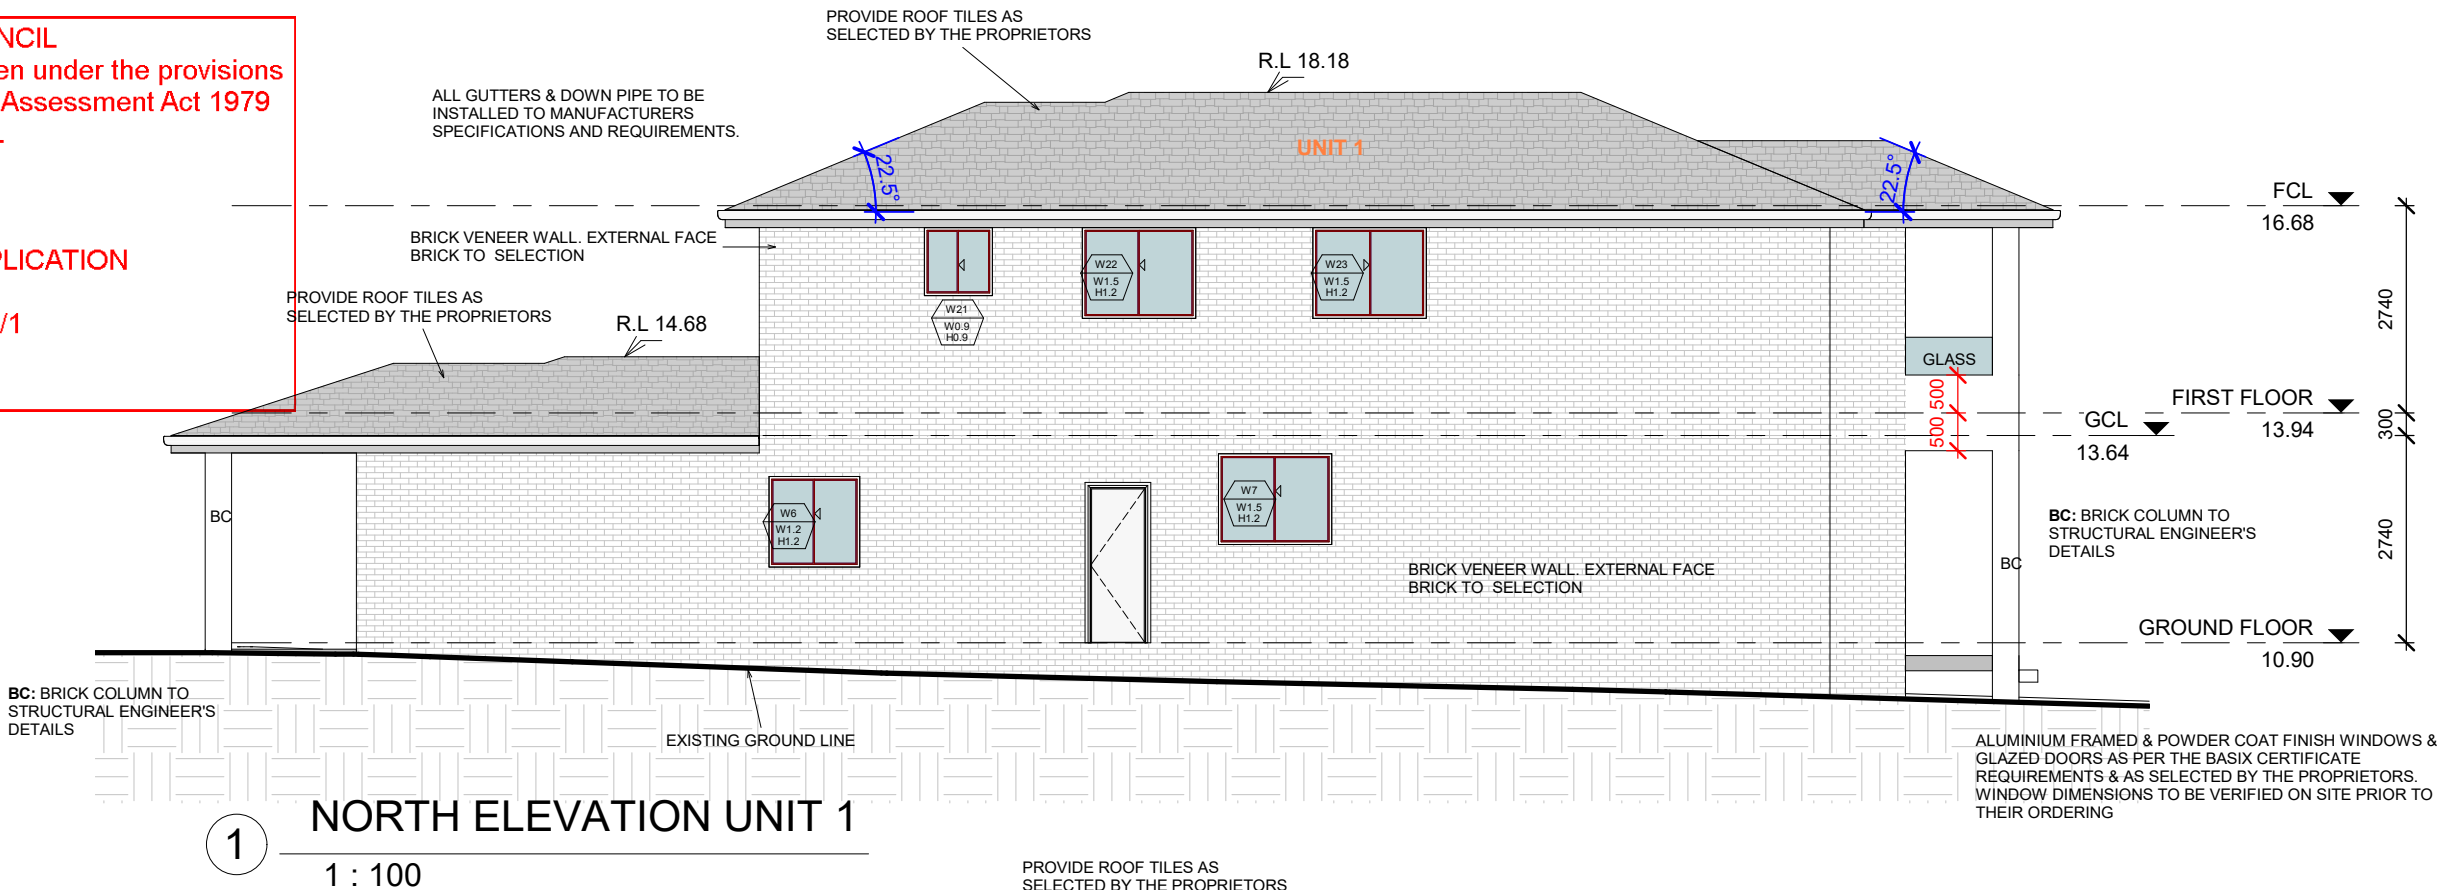 NCIL
en under the provisions
Assessment Act 1979
PLICATION
/1
PROVIDE ROOF TILES AS
SELECTED BY THE PROPRIETORS
R.L 18.18
ALL GUTTERS & DOWN PIPE TO BE
INSTALLED TO MANUFACTURERS
SPECIFICATIONS AND REQUIREMENTS.
UNIT 1
22.5°
22.5°
FCL
16.68
BRICK VENEER WALL. EXTERNAL FACE
BRICK TO SELECTION
PROVIDE ROOF TILES AS
SELECTED BY THE PROPRIETORS
R.L 14.68
W21
W0.9
H0.9
W22
W1.5
H1.2
W23
W1.5
H1.2
2740
GLASS
500
500
FIRST FLOOR
13.94
GCL
13.64
300
BC
W6
W1.2
H1.2
W7
W1.5
H1.2
BC: BRICK COLUMN TO
STRUCTURAL ENGINEER'S
DETAILS
2740
BC
BRICK VENEER WALL. EXTERNAL FACE
BRICK TO SELECTION
GROUND FLOOR
10.90
BC: BRICK COLUMN TO
STRUCTURAL ENGINEER'S
DETAILS
EXISTING GROUND LINE
ALUMINIUM FRAMED & POWDER COAT FINISH WINDOWS &
GLAZED DOORS AS PER THE BASIX CERTIFICATE
REQUIREMENTS & AS SELECTED BY THE PROPRIETORS.
WINDOW DIMENSIONS TO BE VERIFIED ON SITE PRIOR TO
THEIR ORDERING
1
NORTH ELEVATION UNIT 1
1 : 100
PROVIDE ROOF TILES AS
SELECTED BY THE PROPRIETORS